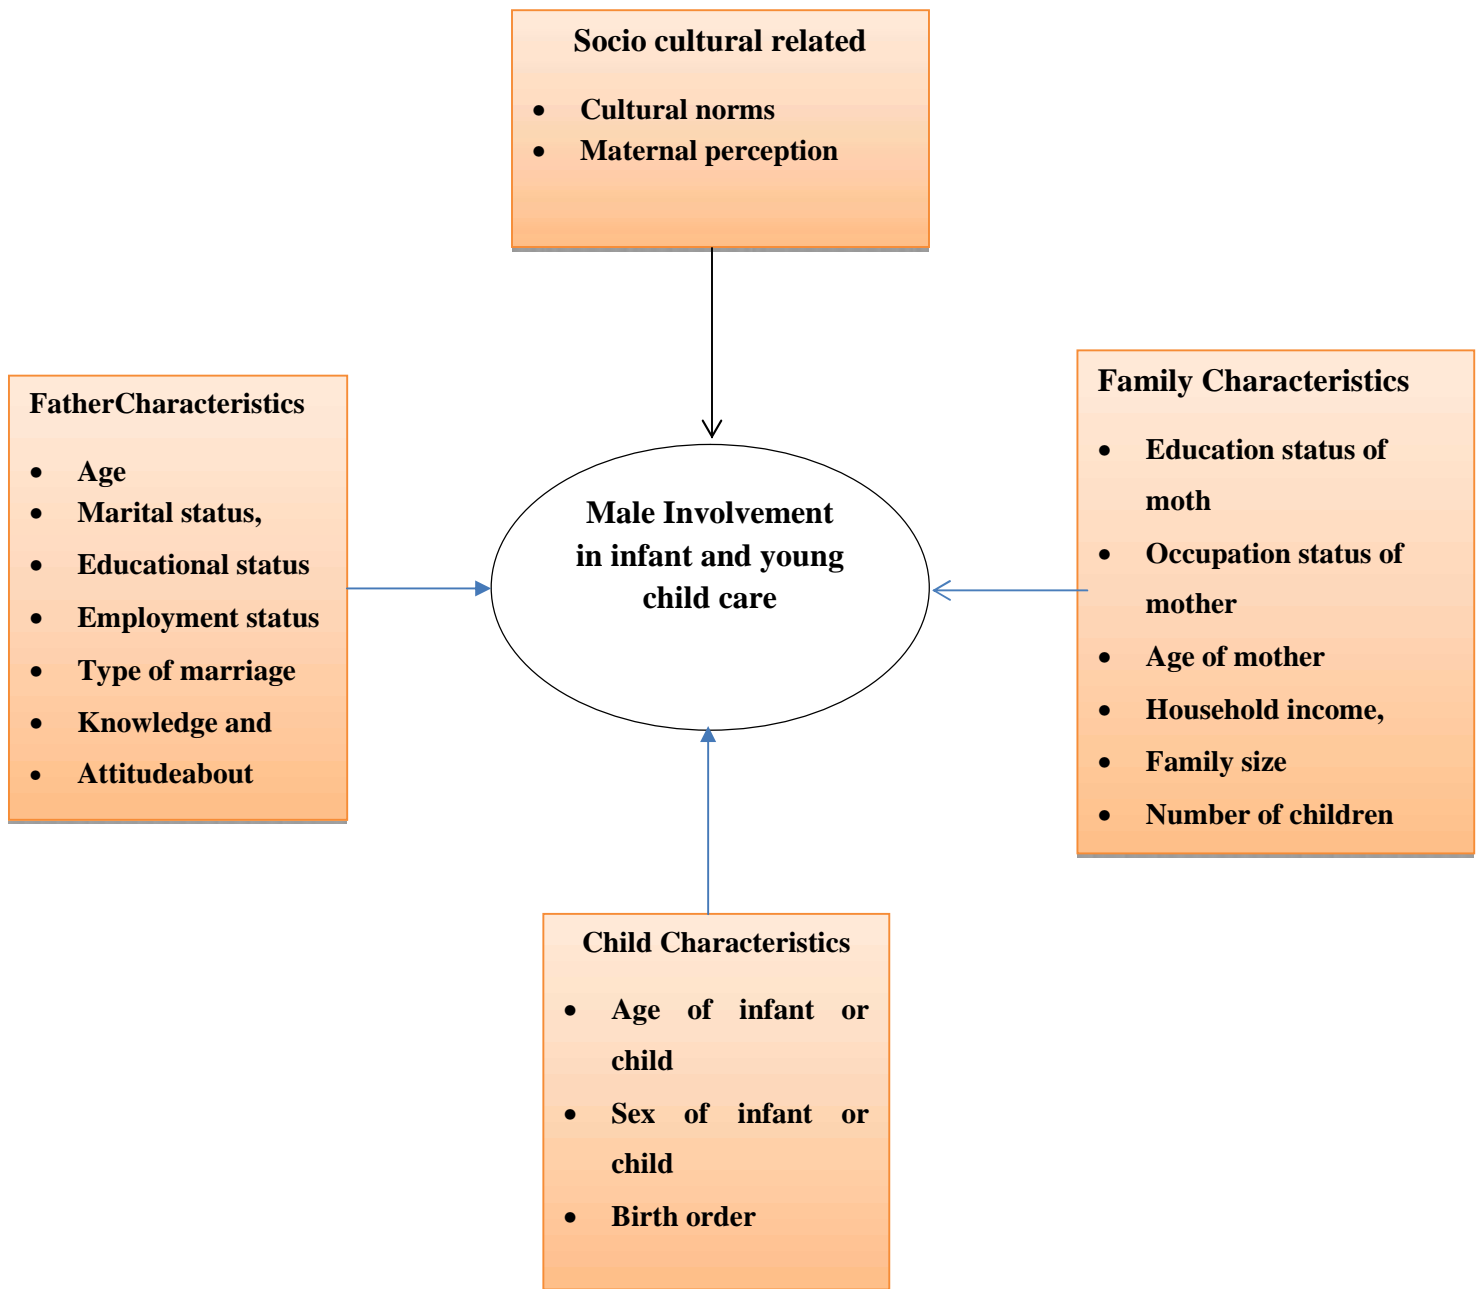 Socio cultural related
• Cultural norms
• Maternal perception
FatherCharacteristics
• Age
• Marital status,
• Educational status
• Employment status
• Type of marriage
• Knowledge and
• Attitudeabout
Male Involvement
in infant and young
child care
Family Characteristics
• Education status of
moth
• Occupation status of
mother
• Age of mother
• Household income,
• Family size
• Number of children
Child Characteristics
• Age of infant or
child
• Sex of infant or
child
• Birth order